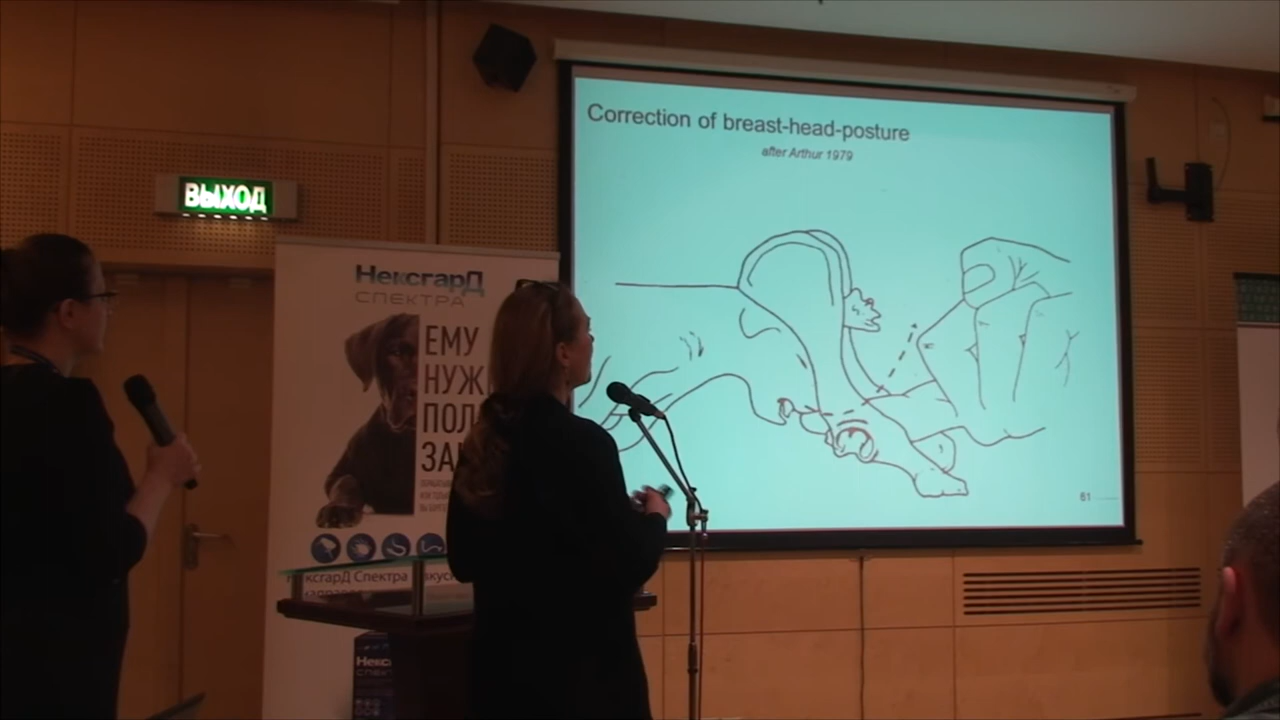 Correction of breast-head-posture
after Arthur 1979
61
ВЫХОД
НексгарД
СПЕКТРА
ЕМУ
НУЖ
ПОЛ
ЗА
НексгарД Спектра